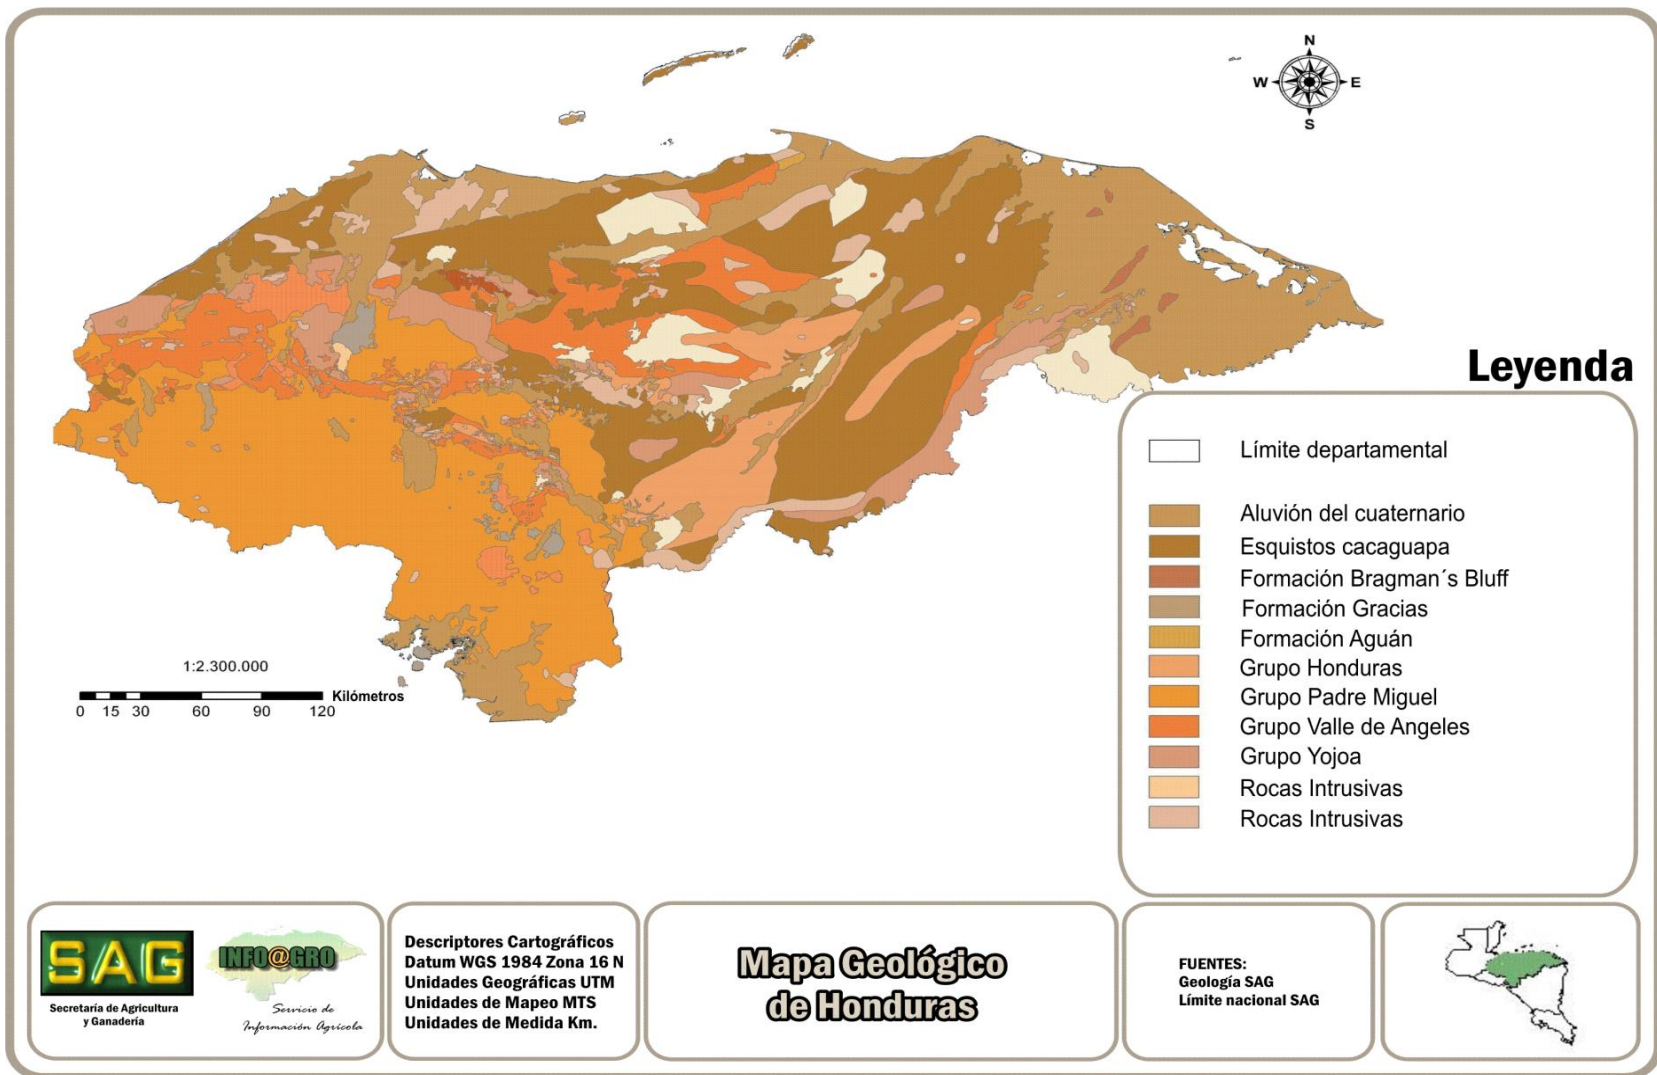 N
W
E
S
Leyenda
Límite departamental
Aluvión del cuaternario
Esquistos cacaguapa
Formación Bragman´s Bluff
Formación Gracias
Formación Aguán
Grupo Honduras
Grupo Padre Miguel
Grupo Valle de Angeles
Grupo Yojoa
Rocas Intrusivas
Rocas Intrusivas
1:2.300.000
Kilómetros
0 15 30 60 90 120
SAG
Secretaría de Agricultura
y Ganadería
INFO@GRO
Servicio de
Información Agrícola
Descriptores Cartográficos
Datum WGS 1984 Zona 16 N
Unidades Geográficas UTM
Unidades de Mapeo MTS
Unidades de Medida Km.
Mapa Geológico
de Honduras
FUENTES:
Geología SAG
Límite nacional SAG